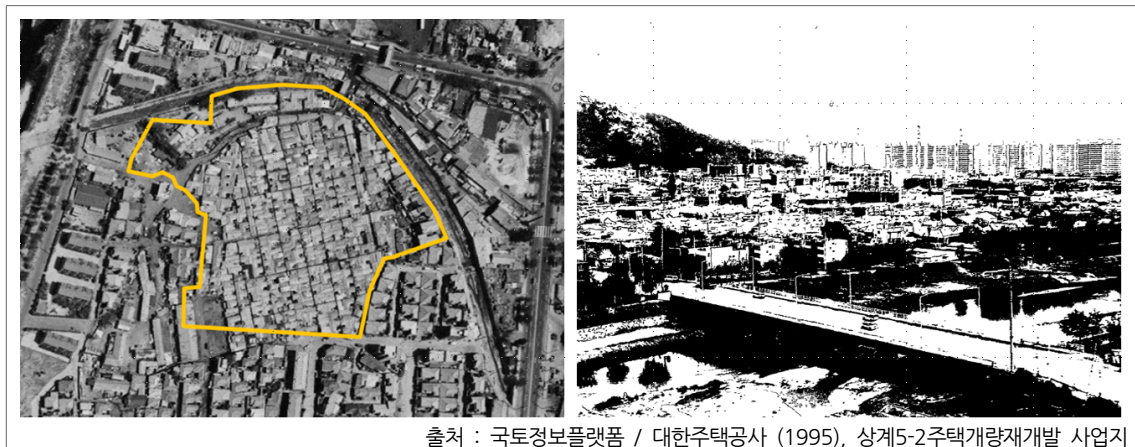 출처 : 국토정보플랫폼 / 대한주택공사 (1995), 상계5-2주택개량재개발 사업지